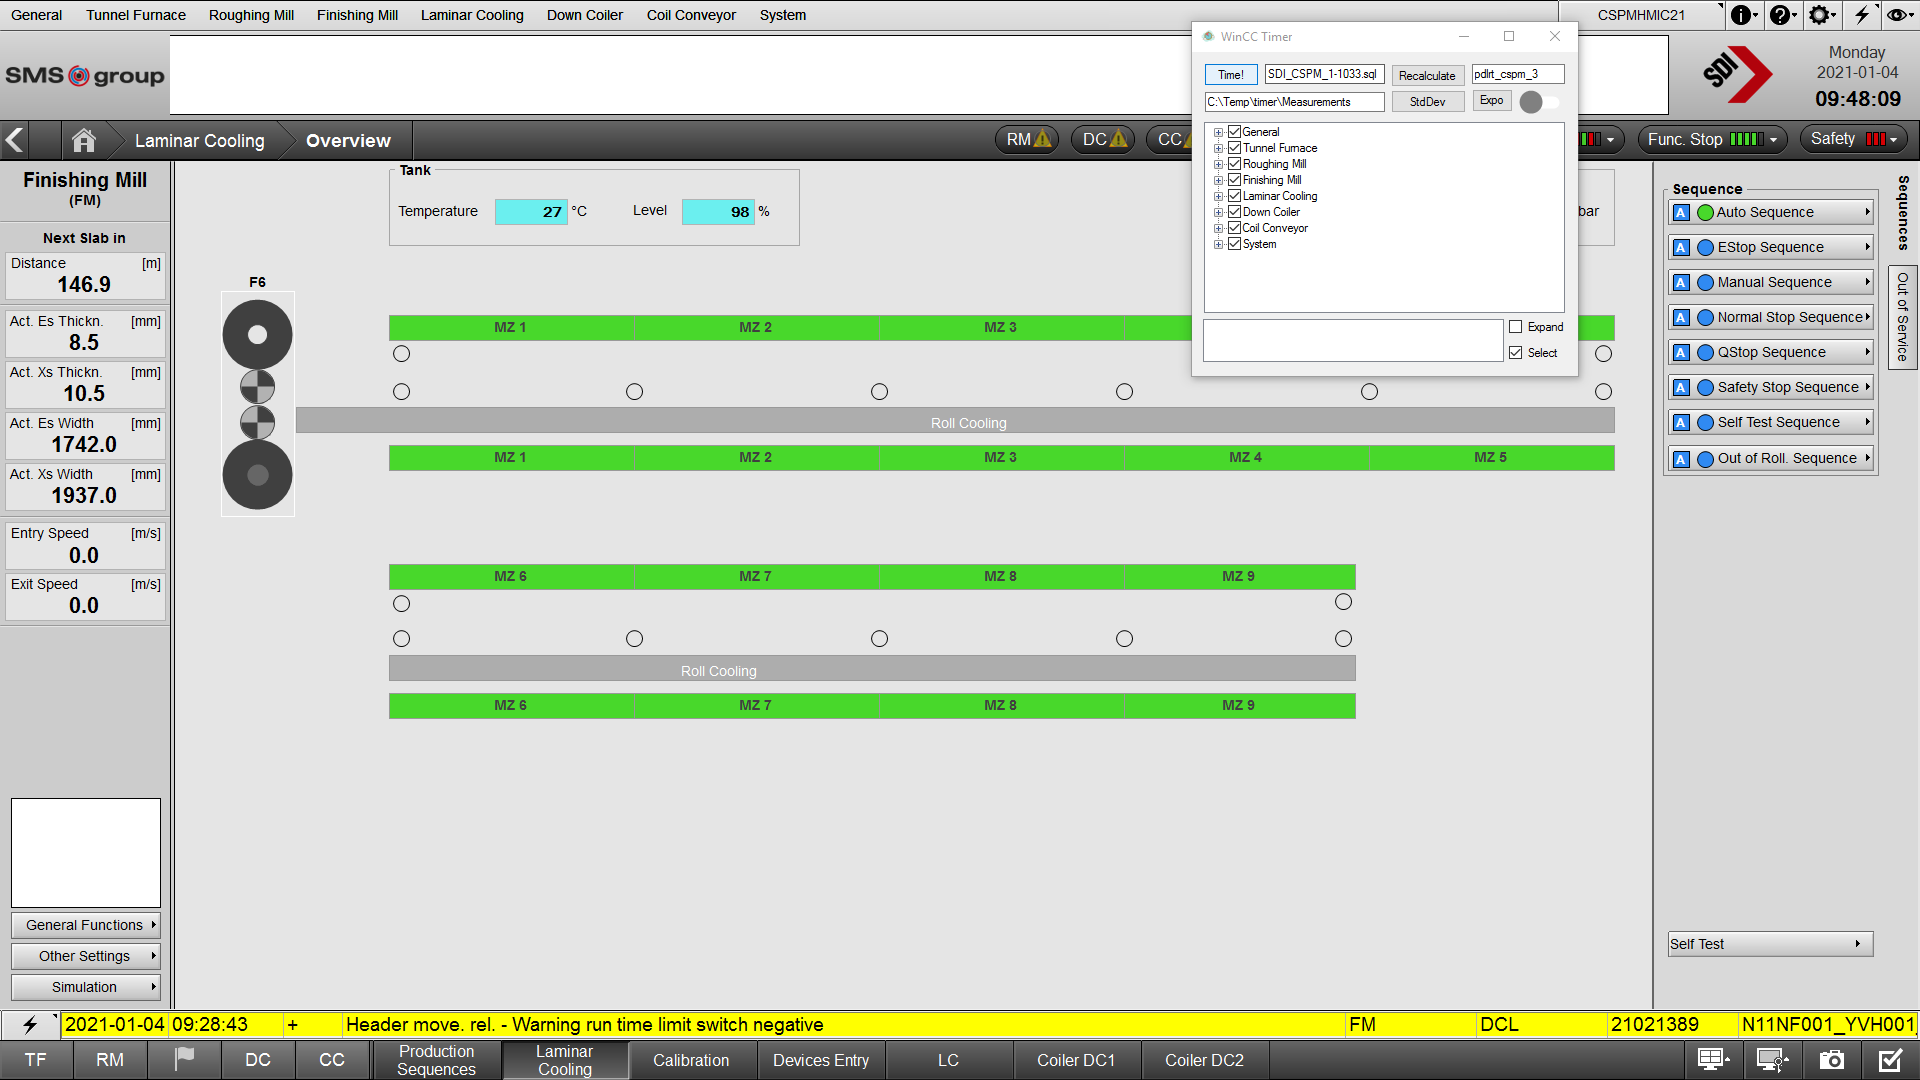 General Tunnel Furnace Roughing Mill Finishing Mill Laminar Cooling Down Coiler Coil Conveyor System CSPMHMIC21
SMS group
WinCC Timer
Time! SDI_CSPM_1-1033.sql Recalculate pdlrt_cspm_3
C:\Temp\timer\Measurements StdDev Expo
General
Tunnel Furnace
Roughing Mill
Finishing Mill
Laminar Cooling
Down Coiler
Coil Conveyor
System
Expand
Select
SDI
Monday
2021-01-04
09:48:09
Laminar Cooling Overview RM DC CC Func. Stop Safety
Finishing Mill
(FM)
Next Slab in
Distance [m]
146.9
Act. Es Thickn. [mm]
8.5
Act. Xs Thickn. [mm]
10.5
Act. Es Width [mm]
1742.0
Act. Xs Width [mm]
1937.0
Entry Speed [m/s]
0.0
Exit Speed [m/s]
0.0
General Functions
Other Settings
Simulation
Tank
Temperature 27 °C Level 98 %
bar
F6
MZ 1 MZ 2 MZ 3
Roll Cooling
MZ 1 MZ 2 MZ 3 MZ 4 MZ 5
MZ 6 MZ 7 MZ 8 MZ 9
Roll Cooling
MZ 6 MZ 7 MZ 8 MZ 9
Sequence
A Auto Sequence
A EStop Sequence
A Manual Sequence
A Normal Stop Sequence
A QStop Sequence
A Safety Stop Sequence
A Self Test Sequence
A Out of Roll. Sequence
Self Test
Sequences
Out of Service
2021-01-04 09:28:43 + Header move. rel. - Warning run time limit switch negative FM DCL 21021389 N11NF001_YVH001
TF RM DC CC Production Sequences Laminar Cooling Calibration Devices Entry LC Coiler DC1 Coiler DC2